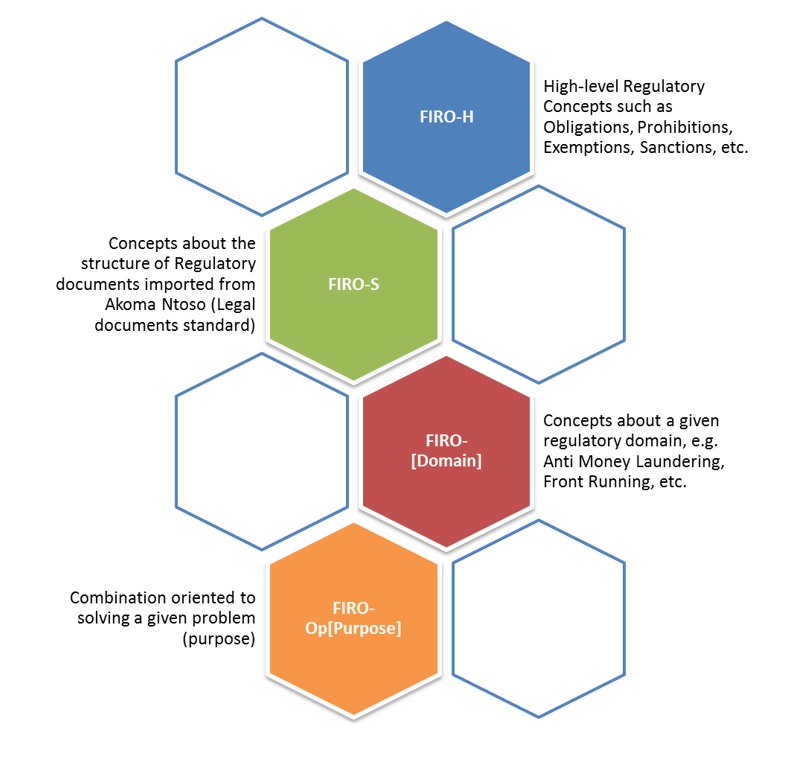 FIRO-H
High-level Regulatory
Concepts such as
Obligations, Prohibitions,
Exemptions, Sanctions, etc.
Concepts about the
structure of Regulatory
documents imported from
Akoma Ntoso (Legal
documents standard)
FIRO-S
FIRO-
[Domain]
Concepts about a given
regulatory domain, e.g.
Anti Money Laundering,
Front Running, etc.
Combination oriented to
solving a given problem
(purpose)
FIRO-
Op[Purpose]